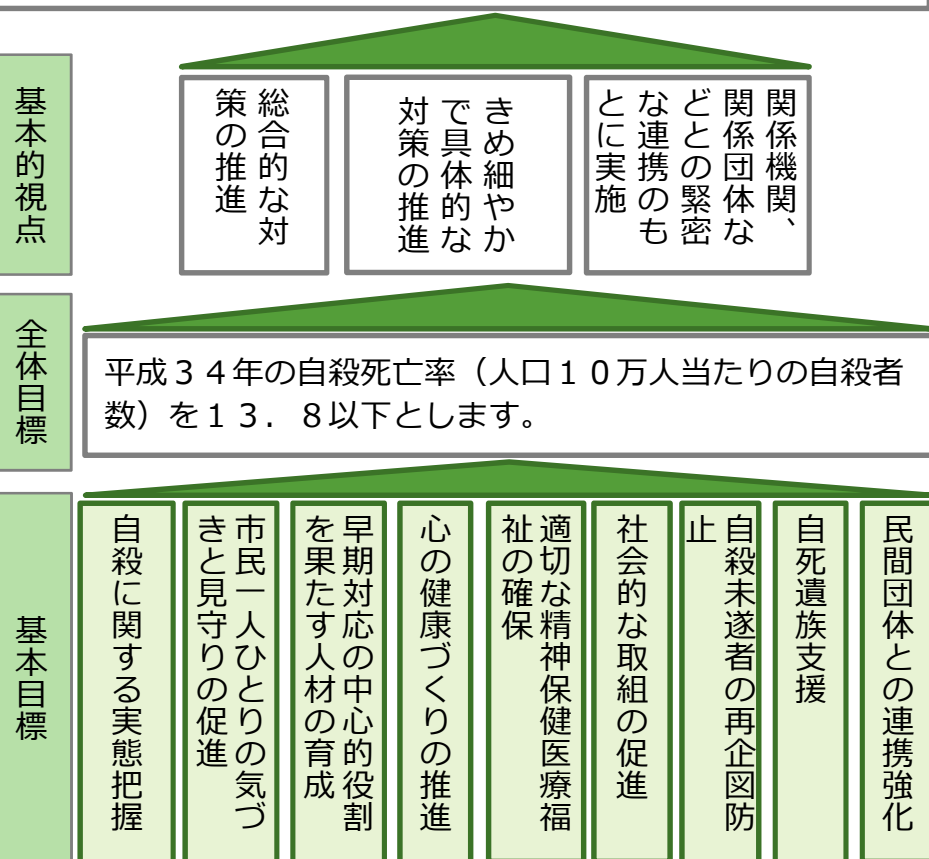 基本的視点
総合的な対
策の推進
きめ細やか
で具体的な
対策の推進
関係機関、
関係団体な
どとの緊密
な連携のも
とに実施
全体目標
平成３４年の自殺死亡率（人口１０万人当たりの自殺者
数）を１３．８以下とします。
基本目標
自殺に関する実態把握
市民一人ひとりの気づ
きと見守りの促進
早期対応の中心的役割
を果たす人材の育成
心の健康づくりの推進
適切な精神保健医療福
祉の確保
社会的な取組の促進
自殺未遂者の再企図防
止
自死遺族支援
民間団体との連携強化